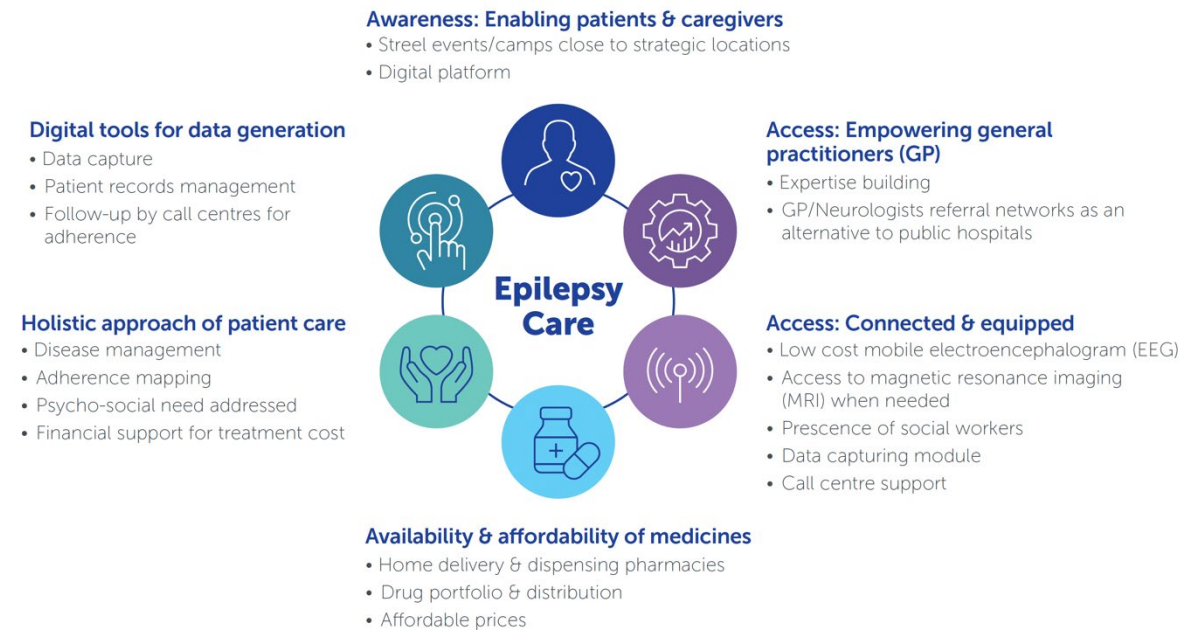 Awareness: Enabling patients & caregivers
• Streel events/camps close to strategic locations
• Digital platform
Digital tools for data generation
• Data capture
• Patient records management
• Follow-up by call centres for
adherence
Access: Empowering general
practitioners (GP)
• Expertise building
• GP/Neurologists referral networks as an
alternative to public hospitals
Epilepsy
Care
Holistic approach of patient care
• Disease management
• Adherence mapping
• Psycho-social need addressed
• Financial support for treatment cost
Access: Connected & equipped
• Low cost mobile electroencephalogram (EEG)
• Access to magnetic resonance imaging
(MRI) when needed
• Prescence of social workers
• Data capturing module
• Call centre support
Availability & affordability of medicines
• Home delivery & dispensing pharmacies
• Drug portfolio & distribution
• Affordable prices